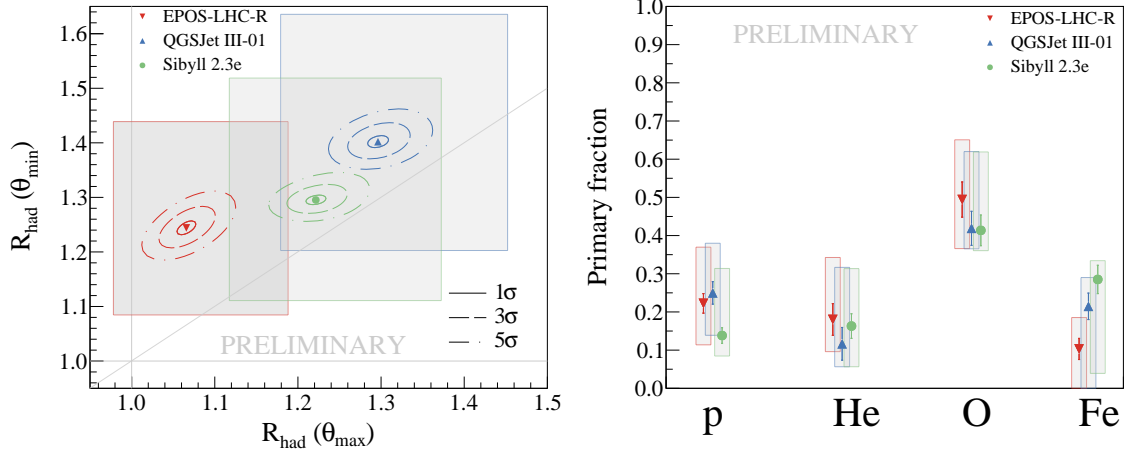 EPOS-LHC-R
QGSJet III-01
Sibyll 2.3e
1.6
1.5
1.4
1.3
1.2
1.1
1.0
R_had (θ_min)
1σ
3σ
5σ
PRELIMINARY
1.0
1.1
1.2
1.3
1.4
1.5
R_had (θ_max)
PRELIMINARY
EPOS-LHC-R
QGSJet III-01
Sibyll 2.3e
1.0
0.9
0.8
0.7
0.6
0.5
0.4
0.3
0.2
0.1
0.0
Primary fraction
p
He
O
Fe